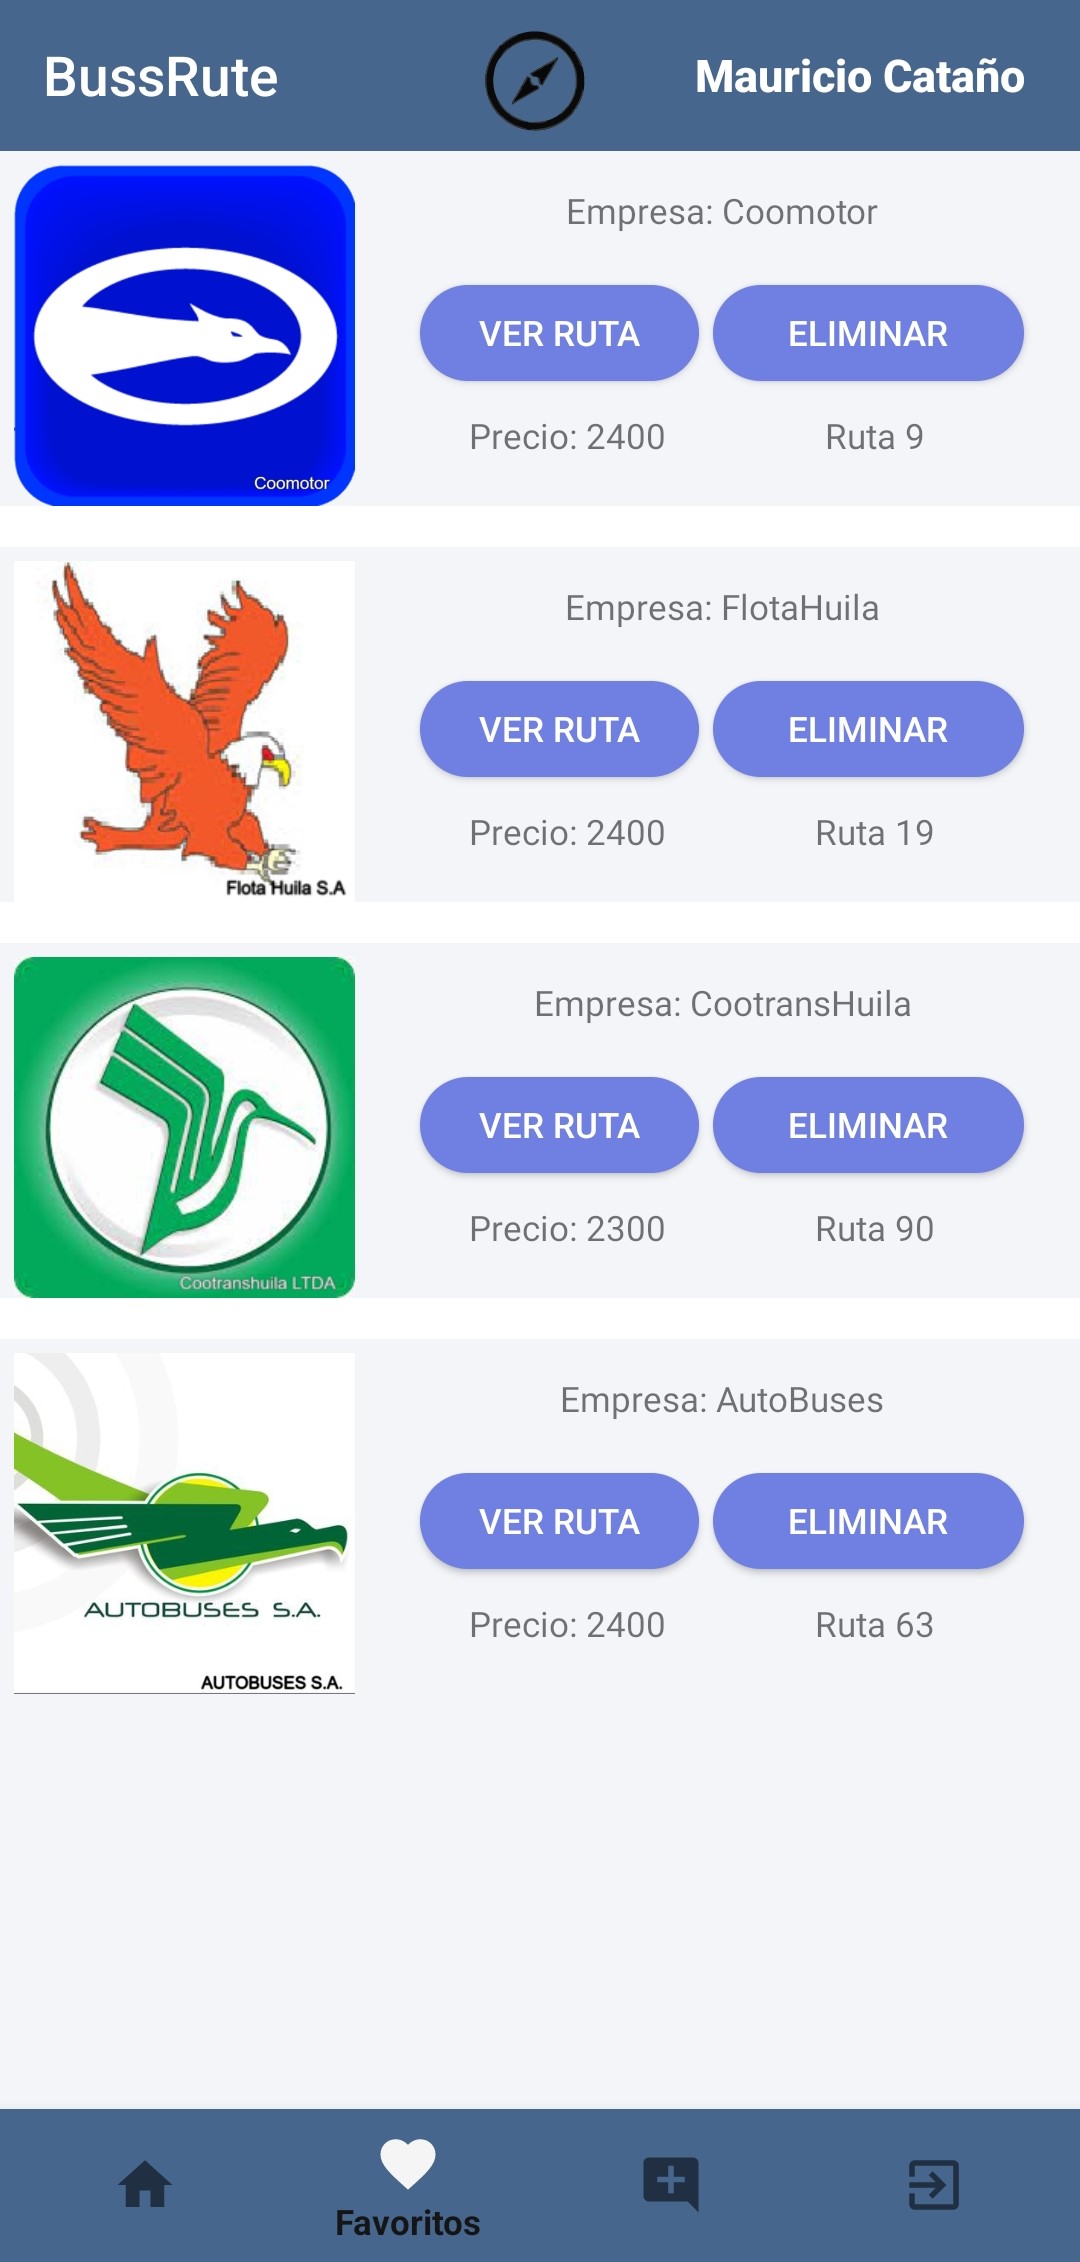 BussRute
Mauricio Cataño
Empresa: Coomotor
VER RUTA
ELIMINAR
Precio: 2400
Ruta 9
Coomotor
Empresa: FlotaHuila
VER RUTA
ELIMINAR
Precio: 2400
Ruta 19
Flota Huila S.A
Empresa: CootransHuila
VER RUTA
ELIMINAR
Precio: 2300
Ruta 90
Cootranshuila LTDA
Empresa: AutoBuses
VER RUTA
ELIMINAR
AUTOBUSES S.A.
Precio: 2400
Ruta 63
AUTOBUSES S.A.
Favoritos